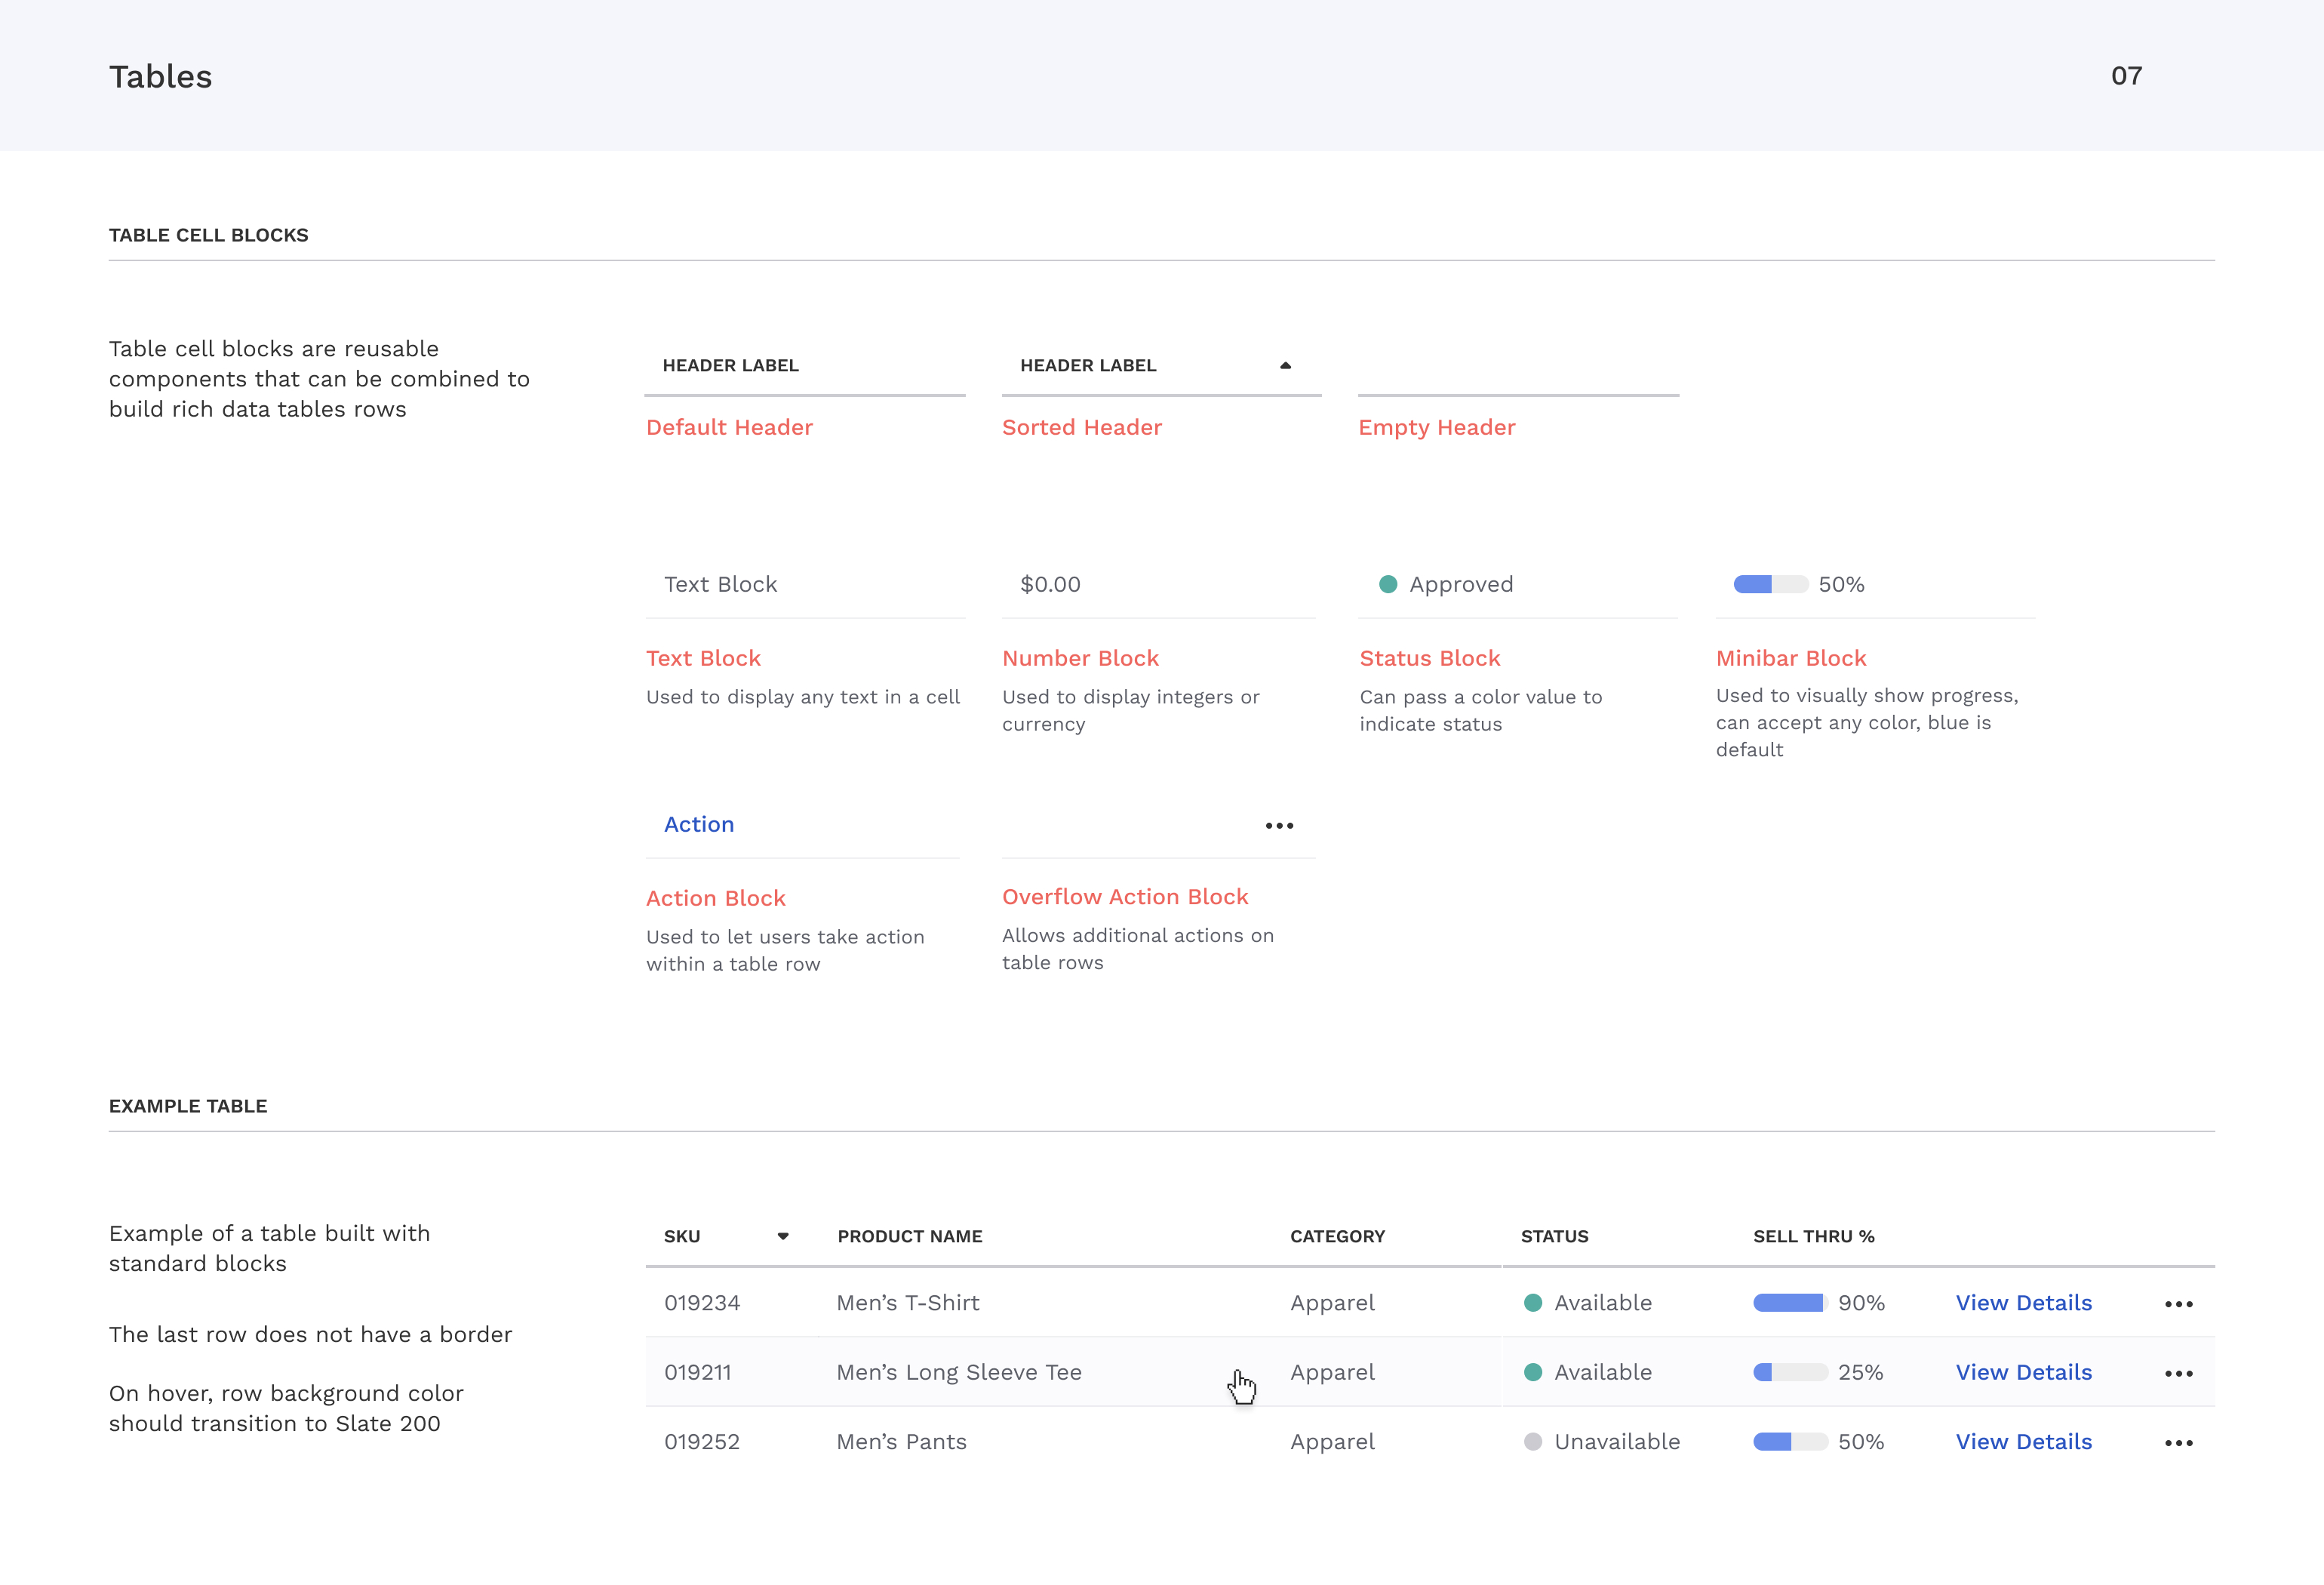 Tables
07
TABLE CELL BLOCKS
Table cell blocks are reusable
components that can be combined to
build rich data tables rows
HEADER LABEL
HEADER LABEL
Default Header
Sorted Header
Empty Header
Text Block
$0.00
Approved
50%
Text Block
Used to display any text in a cell
Number Block
Used to display integers or
currency
Status Block
Can pass a color value to
indicate status
Minibar Block
Used to visually show progress,
can accept any color, blue is
default
Action
Action Block
Used to let users take action
within a table row
Overflow Action Block
Allows additional actions on
table rows
EXAMPLE TABLE
Example of a table built with
standard blocks
The last row does not have a border
On hover, row background color
should transition to Slate 200
SKU PRODUCT NAME CATEGORY STATUS SELL THRU %
019234 Men’s T-Shirt Apparel Available 90% View Details
019211 Men’s Long Sleeve Tee Apparel Available 25% View Details
019252 Men’s Pants Apparel Unavailable 50% View Details